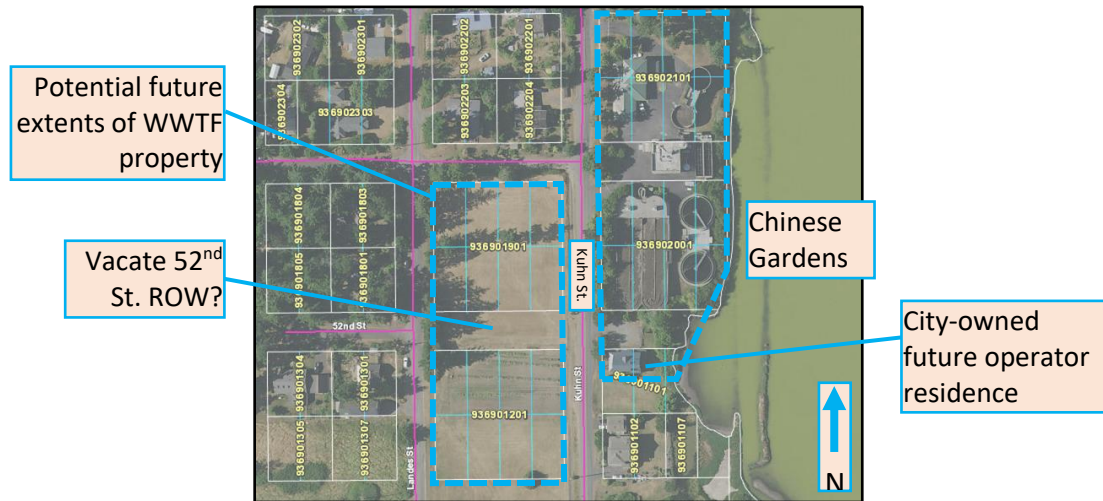 Potential future
extents of WWTF
property
Vacate 52nd
St. ROW?
Chinese
Gardens
City-owned
future operator
residence
N
Kuhn St.
936902302
936902301
936902304
936902303
936902202
936902201
936902203
936902204
936902101
936901804
936901803
936901805
936901801
936901901
936902001
52nd St
Kuhn St
936901304
936901301
936901305
936901307
Landes St
936901201
936901101
936901102
936901107